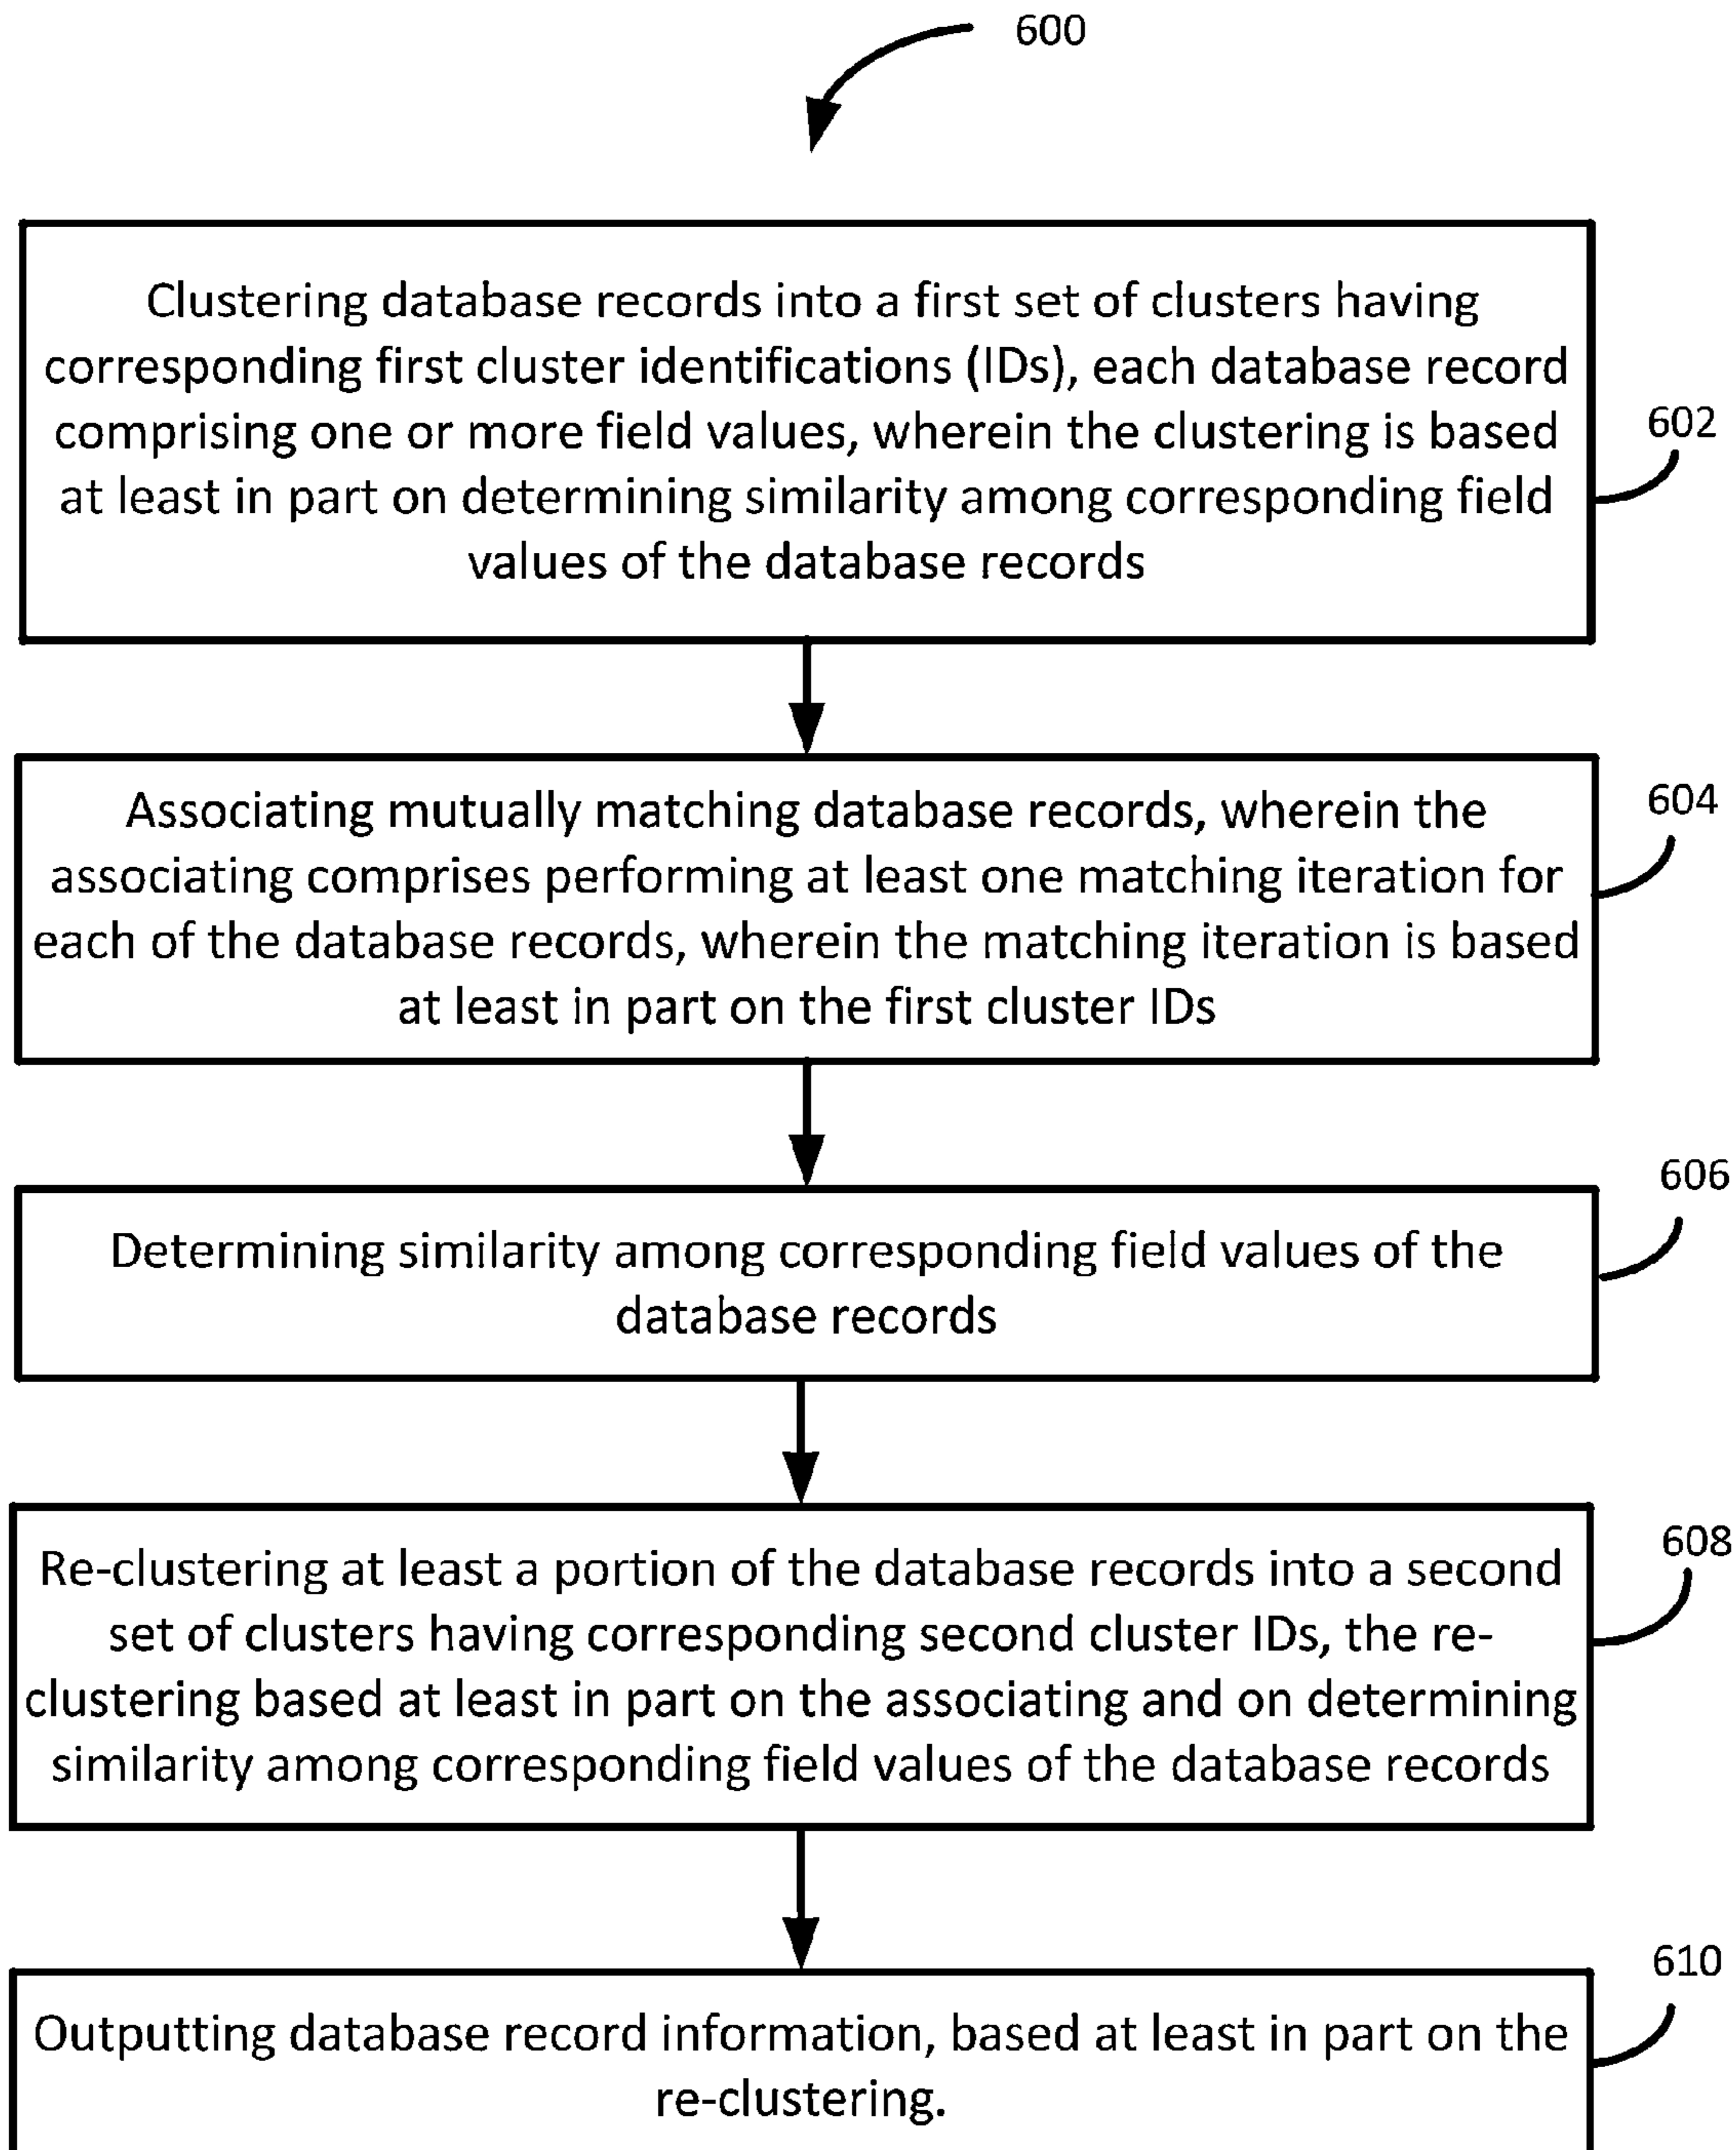 600
Clustering database records into a first set of clusters having
corresponding first cluster identifications (IDs), each database record
comprising one or more field values, wherein the clustering is based
at least in part on determining similarity among corresponding field
values of the database records
602
Associating mutually matching database records, wherein the
associating comprises performing at least one matching iteration for
each of the database records, wherein the matching iteration is based
at least in part on the first cluster IDs
604
Determining similarity among corresponding field values of the
database records
606
Re-clustering at least a portion of the database records into a second
set of clusters having corresponding second cluster IDs, the re-
clustering based at least in part on the associating and on determining
similarity among corresponding field values of the database records
608
Outputting database record information, based at least in part on the
re-clustering.
610